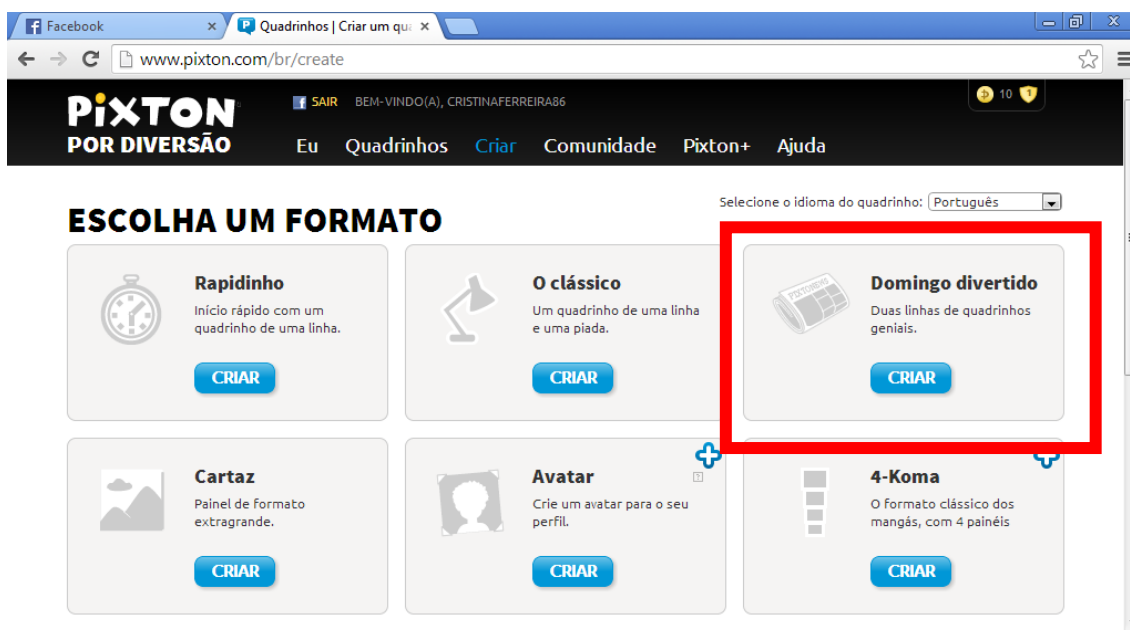 Facebook
Quadrinhos | Criar um qua
www.pixton.com/br/create
PiXTON
POR DIVERSÃO
SAIR BEM-VINDO(A), CRISTINAFERREIRA86
10 1
Eu Quadrinhos Criar Comunidade Pixton+ Ajuda
Selecione o idioma do quadrinho: Português
ESCOLHA UM FORMATO
Rapidinho
Início rápido com um
quadrinho de uma linha.
CRIAR
O clássico
Um quadrinho de uma linha
e uma piada.
CRIAR
Domingo divertido
Duas linhas de quadrinhos
geniais.
CRIAR
Cartaz
Painel de formato
extragrande.
CRIAR
Avatar
Crie um avatar para o seu
perfil.
CRIAR
4-Koma
O formato clássico dos
mangás, com 4 painéis
CRIAR